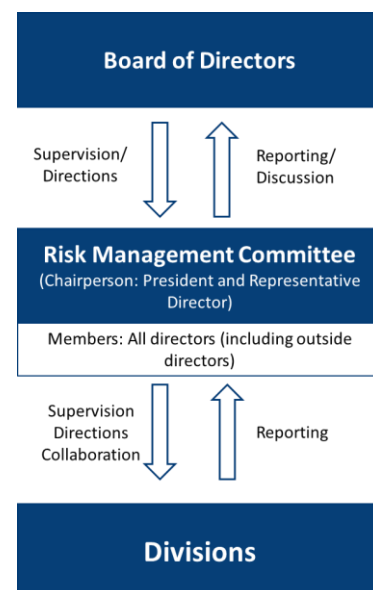 Board of Directors
Supervision/
Directions
Reporting/
Discussion
Risk Management Committee
(Chairperson: President and Representative
Director)
Members: All directors (including outside
directors)
Supervision
Directions
Collaboration
Reporting
Divisions